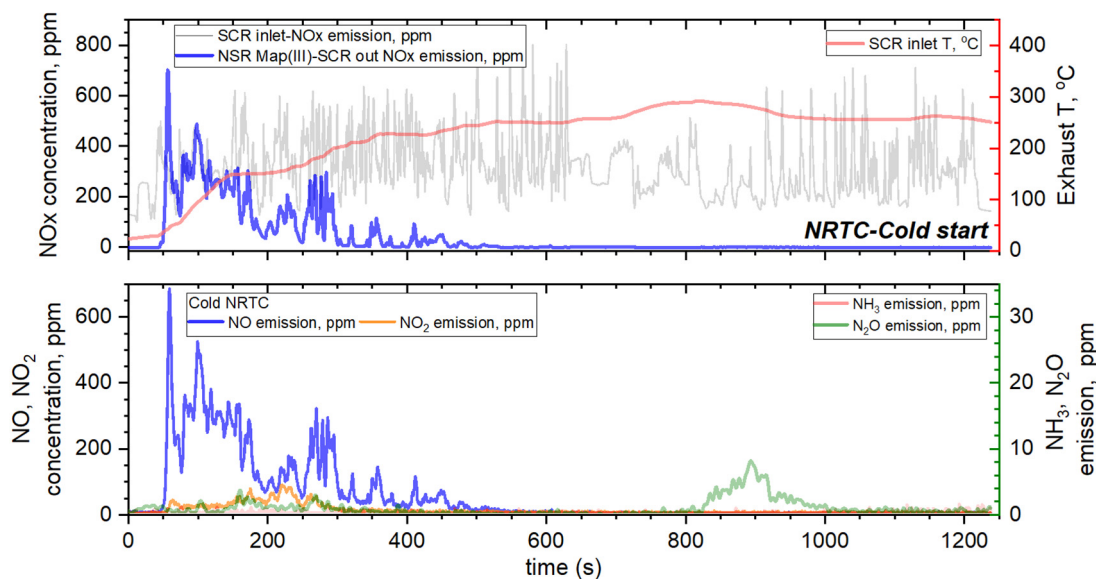 SCR inlet-NOx emission, ppm
NSR Map(III)-SCR out NOx emission, ppm
SCR inlet T, °C
NOx concentration, ppm
800
600
400
200
0
400
300
200
100
0
Exhaust T, °C
NRTC-Cold start
Cold NRTC
NO emission, ppm NO₂ emission, ppm
NH₃ emission, ppm
N₂O emission, ppm
NO, NO₂
concentration, ppm
600
400
200
0
30
20
10
0
NH₃, N₂O
emission, ppm
0 200 400 600 800 1000 1200
time (s)